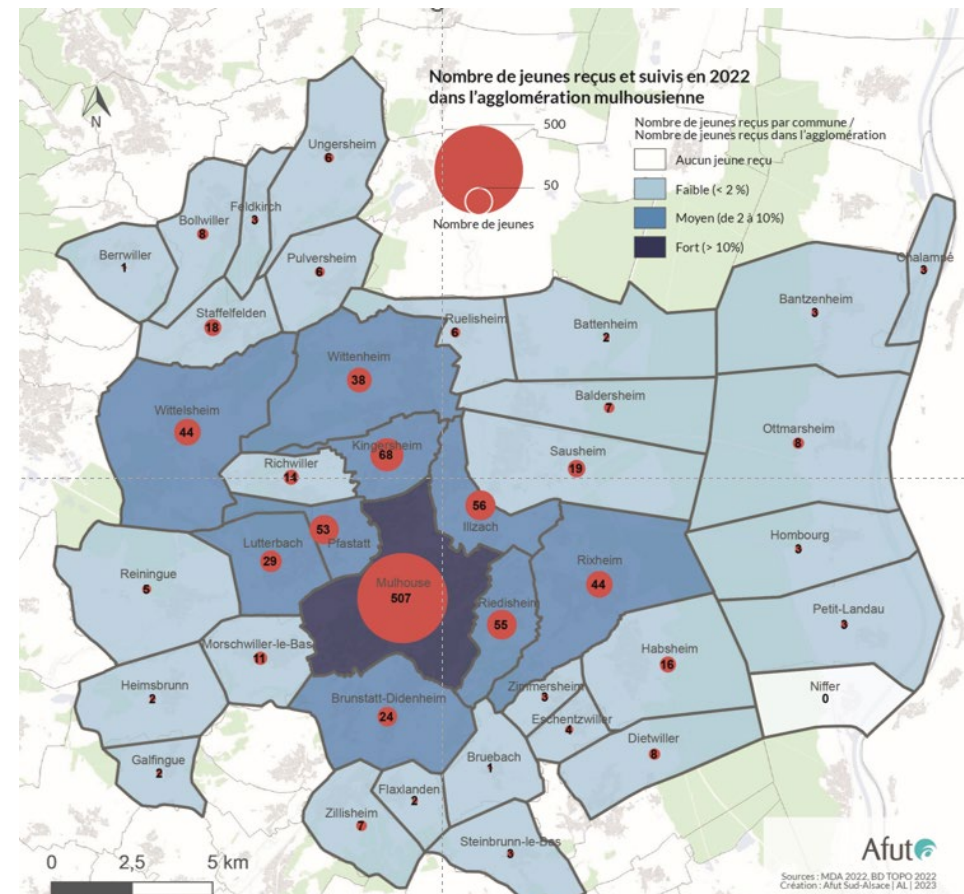 Nombre de jeunes reçus et suivis en 2022
dans l'agglomération mulhousienne
500
50
Nombre de jeunes
Nombre de jeunes reçus par commune /
Nombre de jeunes reçus dans l'agglomération
Aucun jeune reçu
Faible (< 2 %)
Moyen (de 2 à 10%)
Fort (> 10%)
N
Ungersheim
6
Feldkirch
3
Bollwiller
8
Berrwiller
1
Pulversheim
6
Staffelfelden
18
Chalampé
3
Bantzenheim
3
Ruelisheim
6
Battenheim
2
Wittenheim
38
Baldersheim
7
Wittelsheim
44
Ottmarsheim
8
Kingersheim
68
Sausheim
19
Richwiller
14
56
Illzach
53
Pfastatt
Lutterbach
29
Hombourg
3
Rixheim
44
Reiningue
5
Mulhouse
507
Riedisheim
55
Petit-Landau
3
Morschwiller-le-Bas
11
Habsheim
16
Heimsbrunn
2
Zimmersheim
3
Niffer
0
Brunstatt-Didenheim
24
Eschentzwiller
4
Dietwiller
8
Galfingue
2
Bruebach
1
Flaxlanden
2
Zillisheim
7
Steinbrunn-le-Bas
3
0 2,5 5 km
Afut
Sources : MDA 2022, BD TOPO 2022
Création : Afut Sud-Alsace | AL | 2023